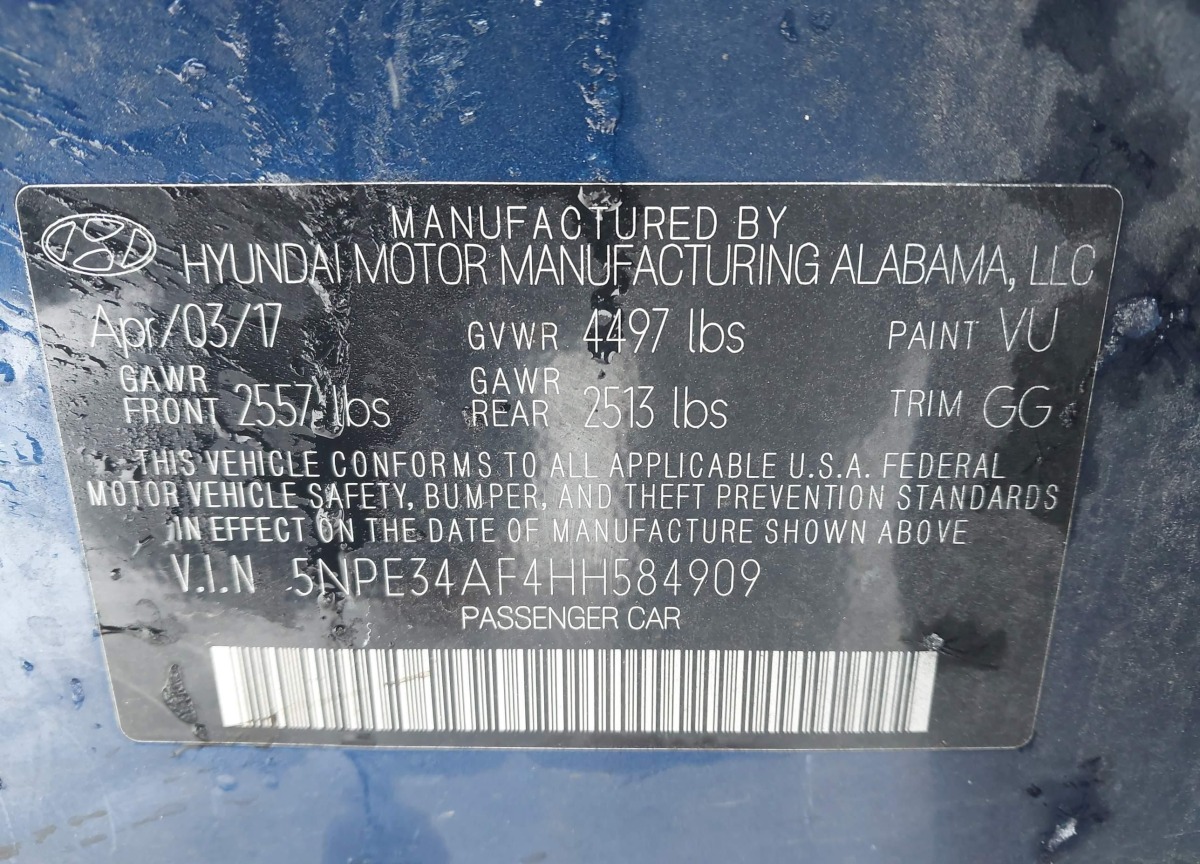 MANUFACTURED BY
HYUNDAI MOTOR MANUFACTURING ALABAMA, LLC
Apr/03/17 GVWR 4497 lbs PAINT VU
GAWR FRONT 2557 lbs GAWR REAR 2513 lbs TRIM GG
THIS VEHICLE CONFORMS TO ALL APPLICABLE U.S.A. FEDERAL
MOTOR VEHICLE SAFETY, BUMPER, AND THEFT PREVENTION STANDARDS
IN EFFECT ON THE DATE OF MANUFACTURE SHOWN ABOVE
V.I.N 5NPE34AF4HH584909
PASSENGER CAR